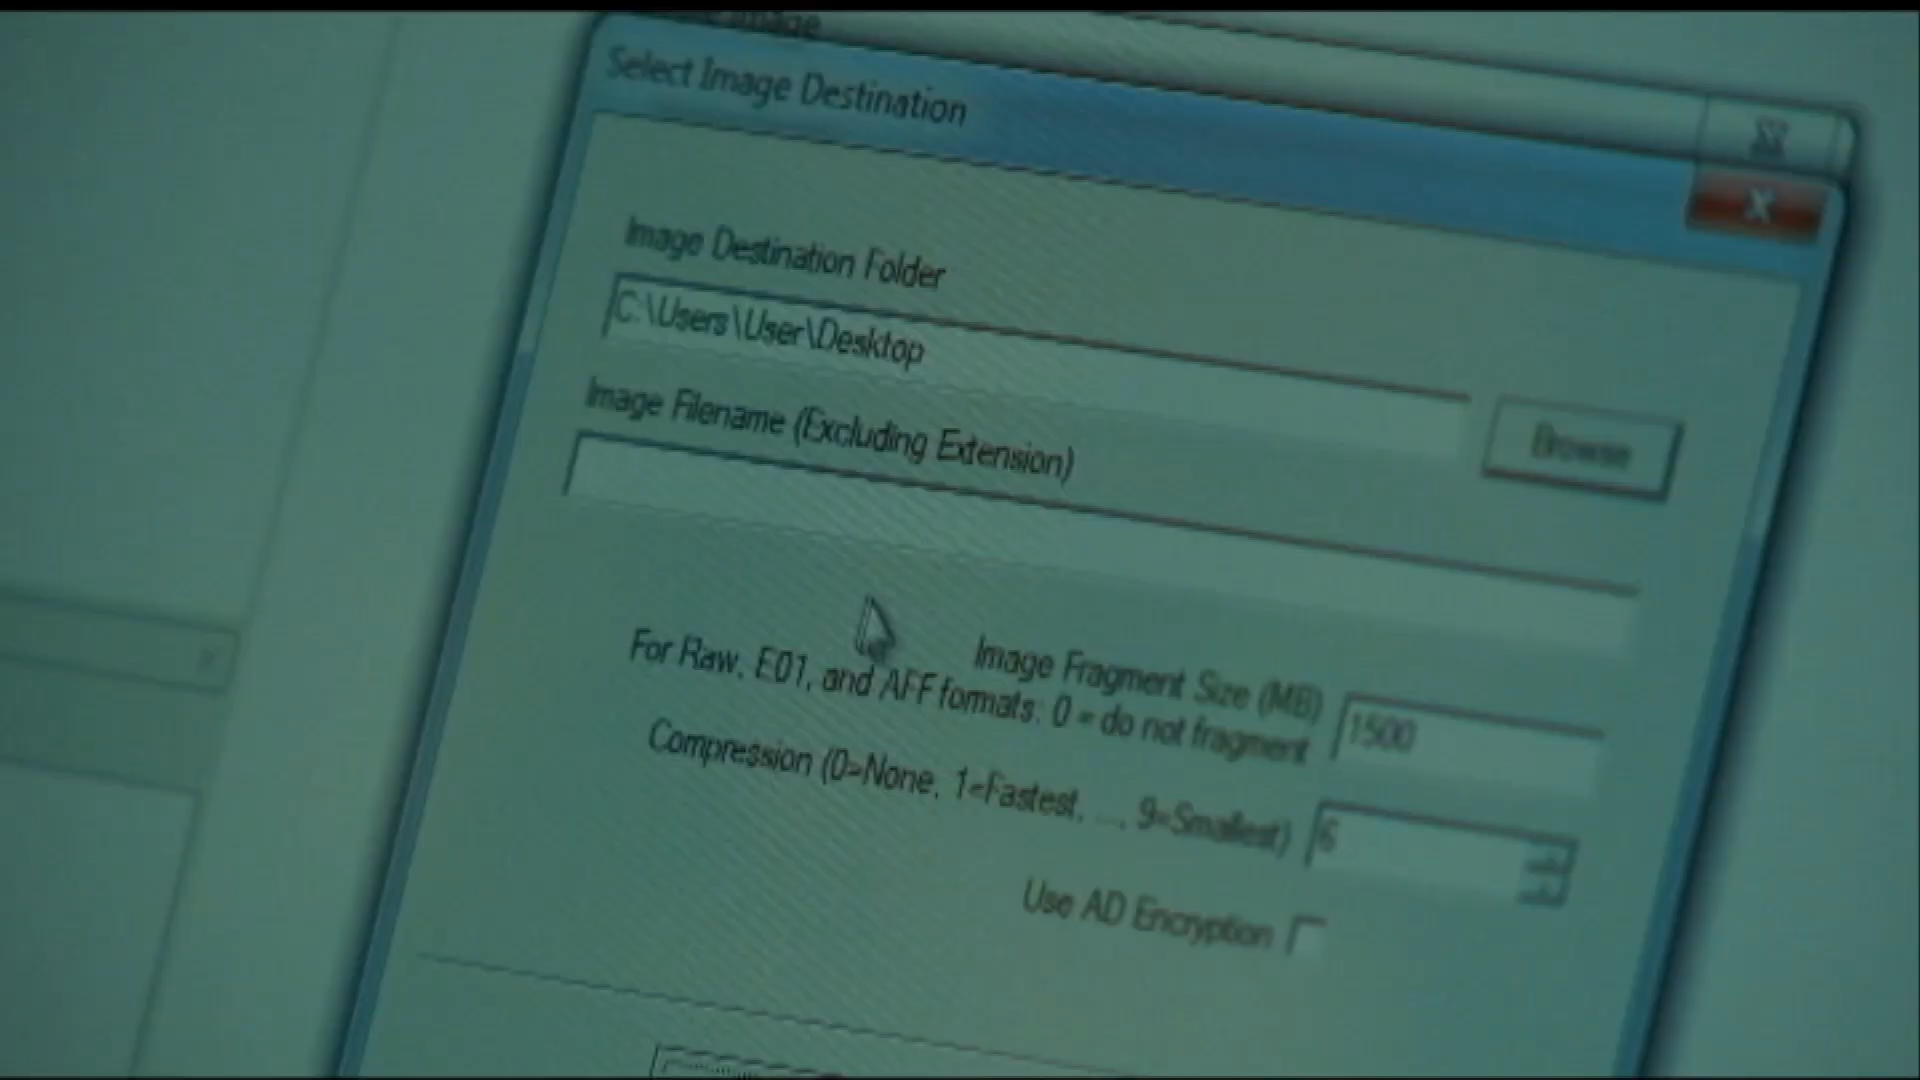 Image
Select Image Destination
Image Destination Folder
C:\Users\User\Desktop
Browse
Image Filename (Excluding Extension)
Image Fragment Size (MB)
1500
For Raw, E01, and AFF formats: 0 = do not fragment
Compression (0=None, 1=Fastest, ..., 9=Smallest)
6
Use AD Encryption